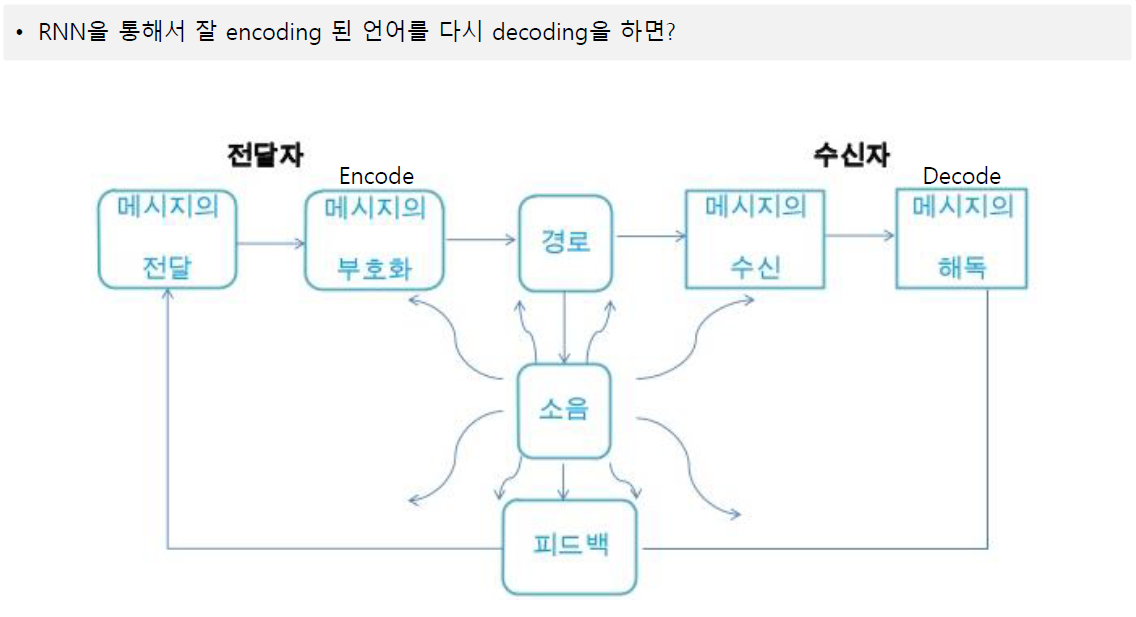 • RNN을 통해서 잘 encoding 된 언어를 다시 decoding을 하면?
전달자
수신자
Encode
Decode
메시지의
전달
메시지의
부호화
경로
메시지의
수신
메시지의
해독
소음
피드백